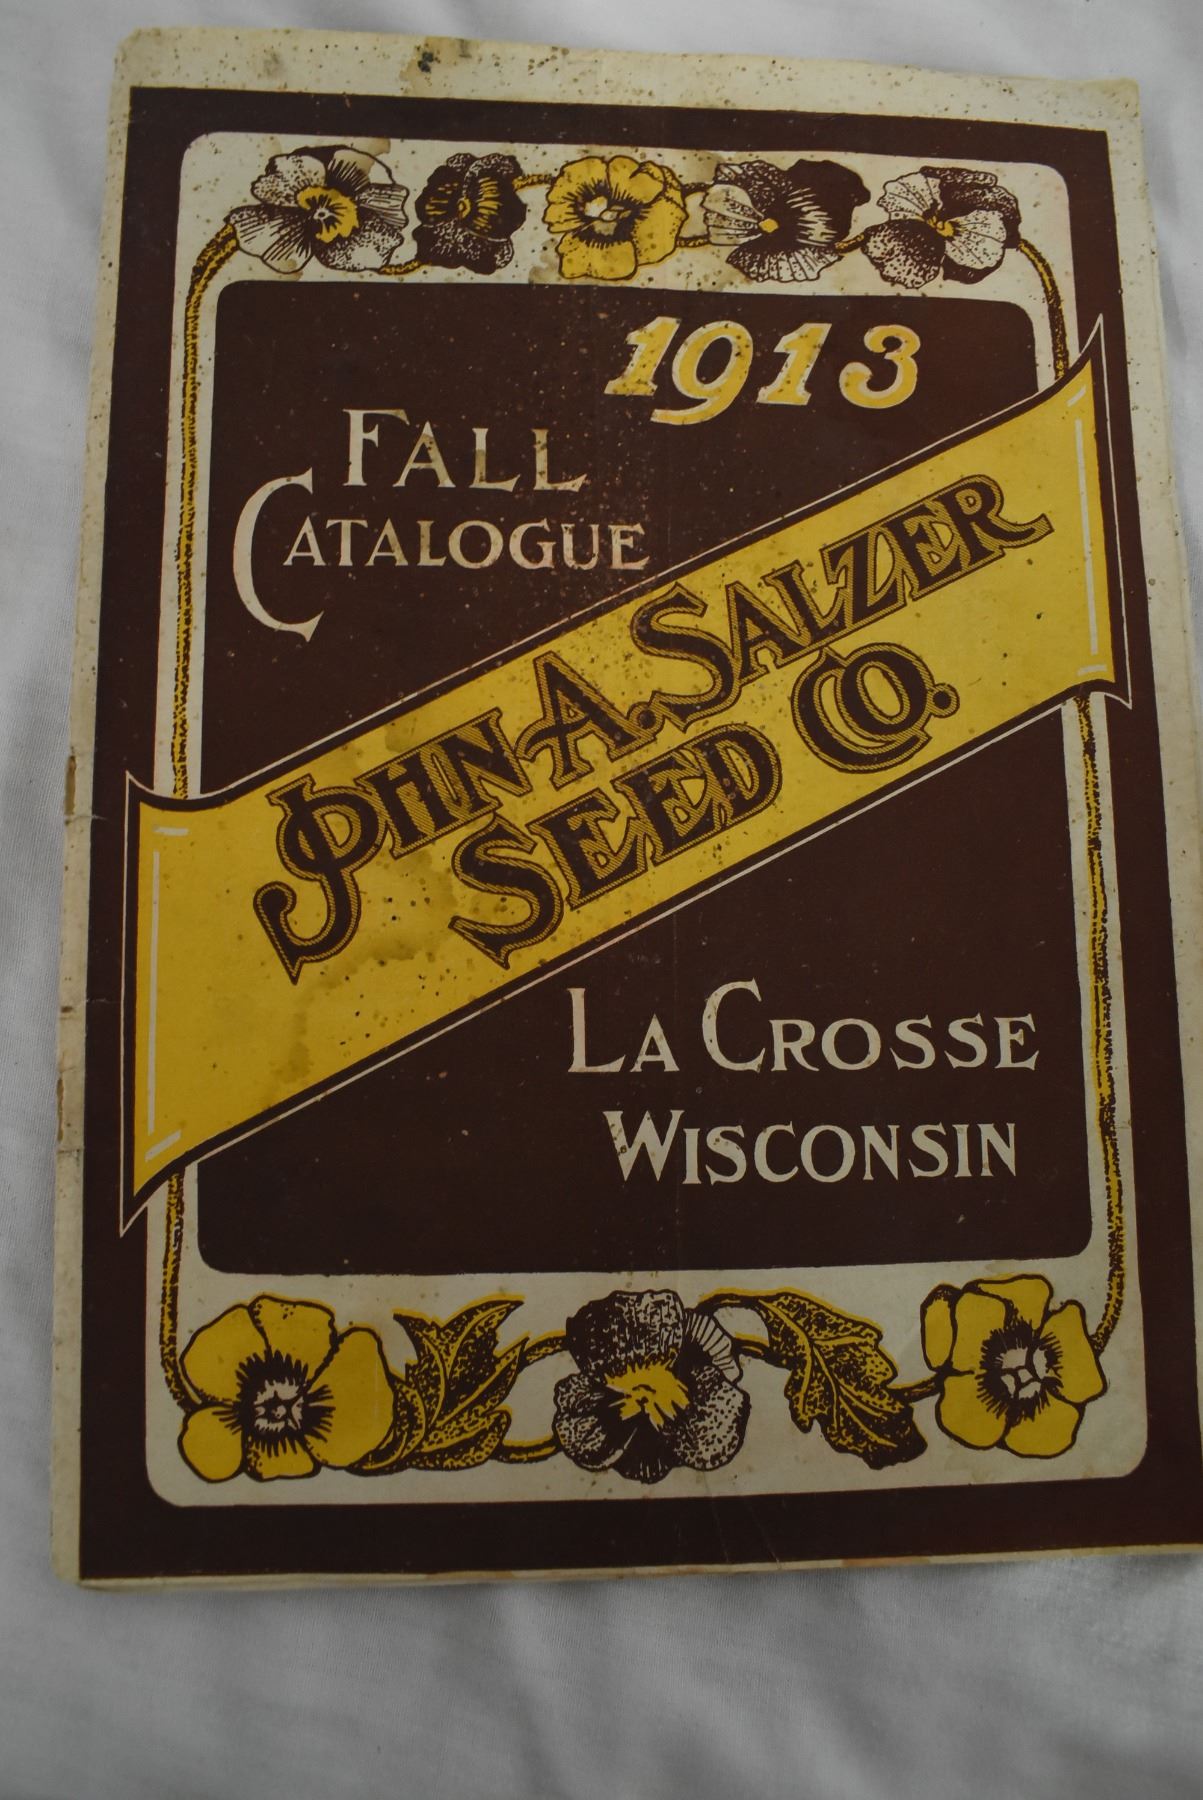 1913
FALL
CATALOGUE
JOHN A. SALZER
SEED CO.
LA CROSSE
WISCONSIN